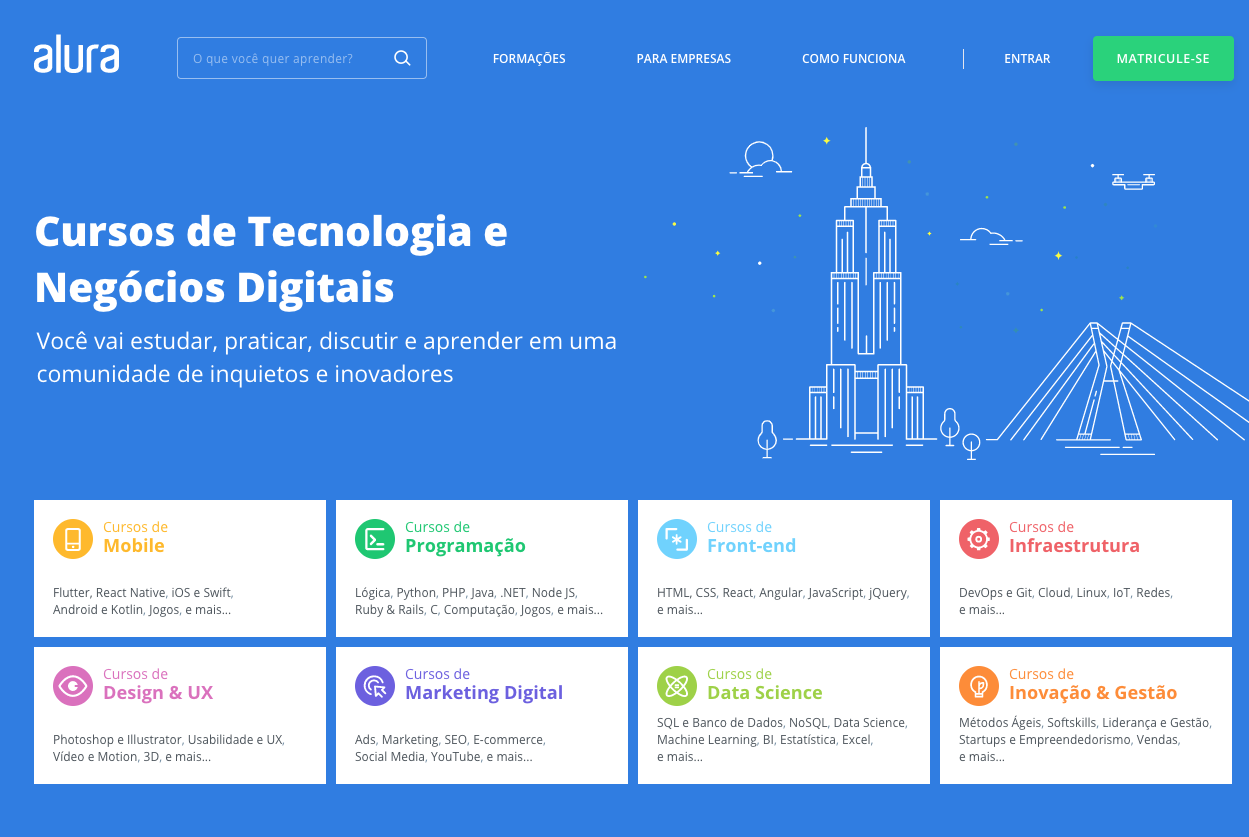 alura
O que você quer aprender?
FORMAÇÕES
PARA EMPRESAS
COMO FUNCIONA
ENTRAR
MATRICULE-SE
Cursos de Tecnologia e
Negócios Digitais
Você vai estudar, praticar, discutir e aprender em uma
comunidade de inquietos e inovadores
Cursos de
Mobile
Flutter, React Native, iOS e Swift,
Android e Kotlin, Jogos, e mais...
Cursos de
Programação
Lógica, Python, PHP, Java, .NET, Node JS,
Ruby & Rails, C, Computação, Jogos, e mais...
Cursos de
Front-end
HTML, CSS, React, Angular, JavaScript, jQuery,
e mais...
Cursos de
Infraestrutura
DevOps e Git, Cloud, Linux, IoT, Redes,
e mais...
Cursos de
Design & UX
Photoshop e Illustrator, Usabilidade e UX,
Vídeo e Motion, 3D, e mais...
Cursos de
Marketing Digital
Ads, Marketing, SEO, E-commerce,
Social Media, YouTube, e mais...
Cursos de
Data Science
SQL e Banco de Dados, NoSQL, Data Science,
Machine Learning, BI, Estatística, Excel,
e mais...
Cursos de
Inovação & Gestão
Métodos Ágeis, Softskills, Liderança e Gestão,
Startups e Empreendedorismo, Vendas,
e mais...